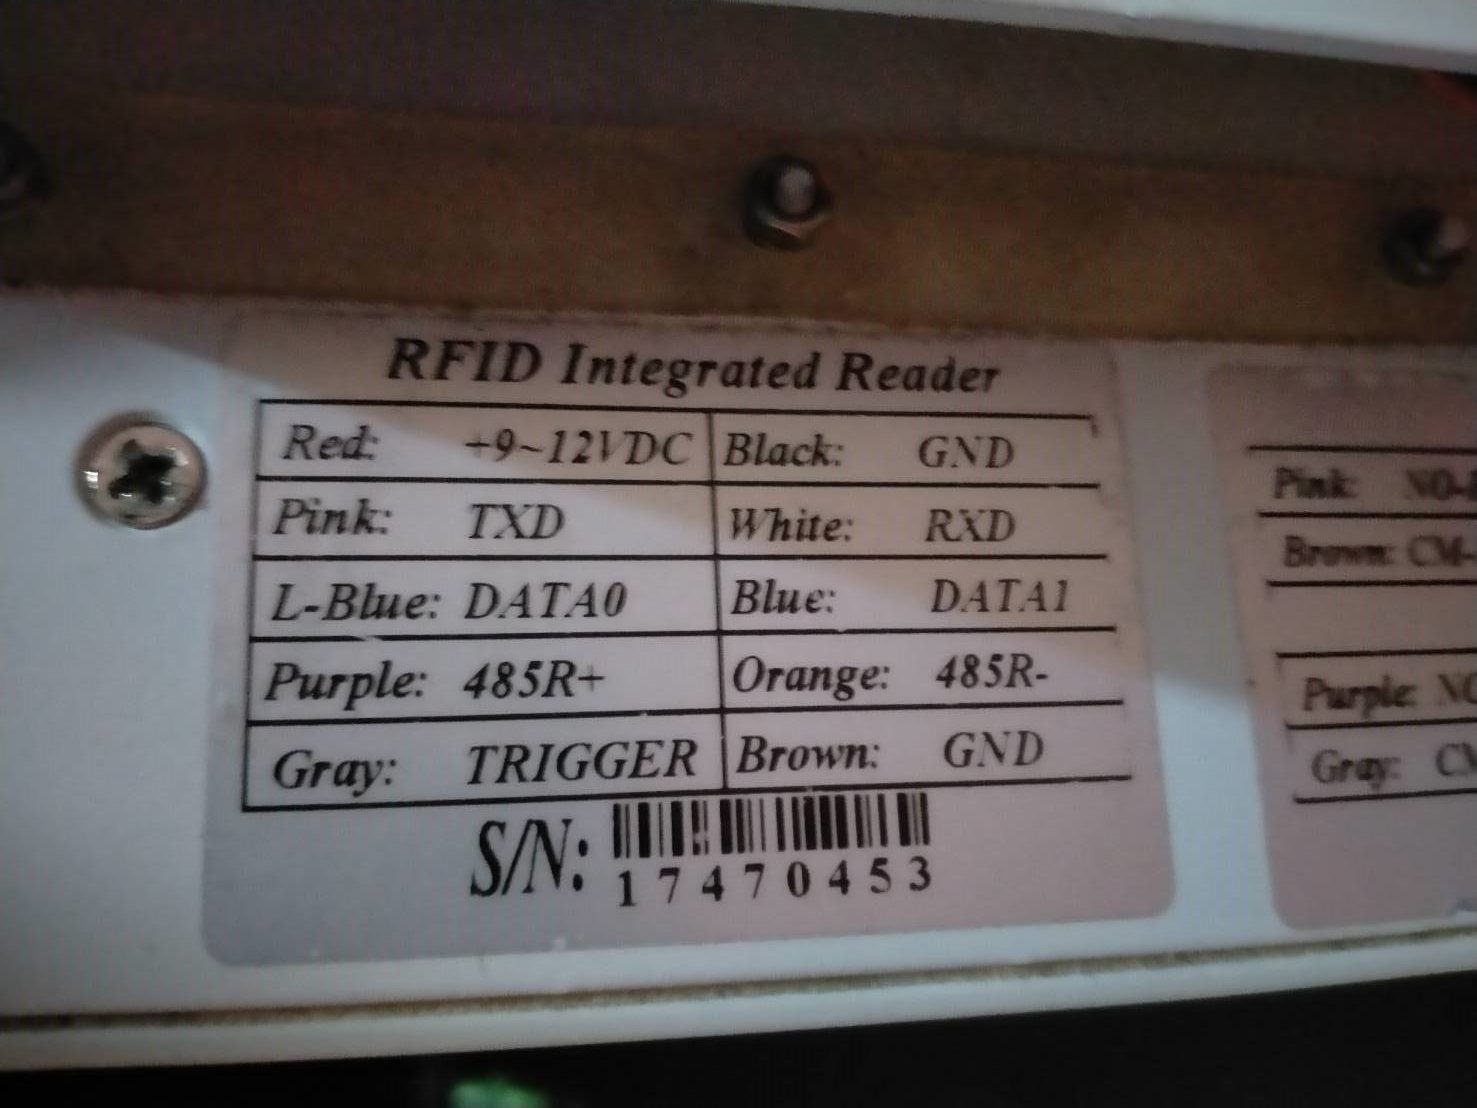 RFID Integrated Reader
Red: +9~12VDC Black: GND
Pink: TXD White: RXD
L-Blue: DATA0 Blue: DATA1
Purple: 485R+ Orange: 485R-
Gray: TRIGGER Brown: GND
S/N:
17470453
Pink:
Brown:
Purple:
Gray: